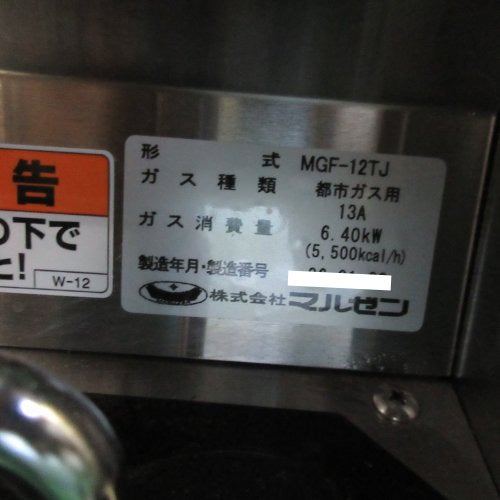 告
の下で
と!
W-12
形式 MGF-12TJ
ガス種類 都市ガス用
13A
ガス消費量 6.40kW
(5,500kcal/h)
製造年月・製造番号
株式会社マルゼン